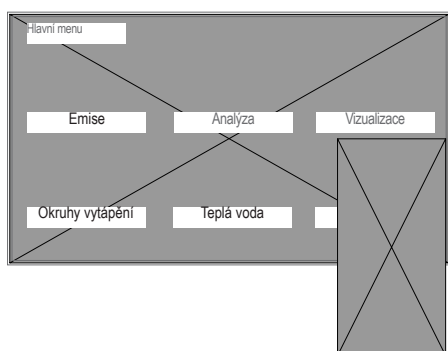 Hlavní menu
Emise
Analýza
Vizualizace
Okruhy vytápění
Teplá voda